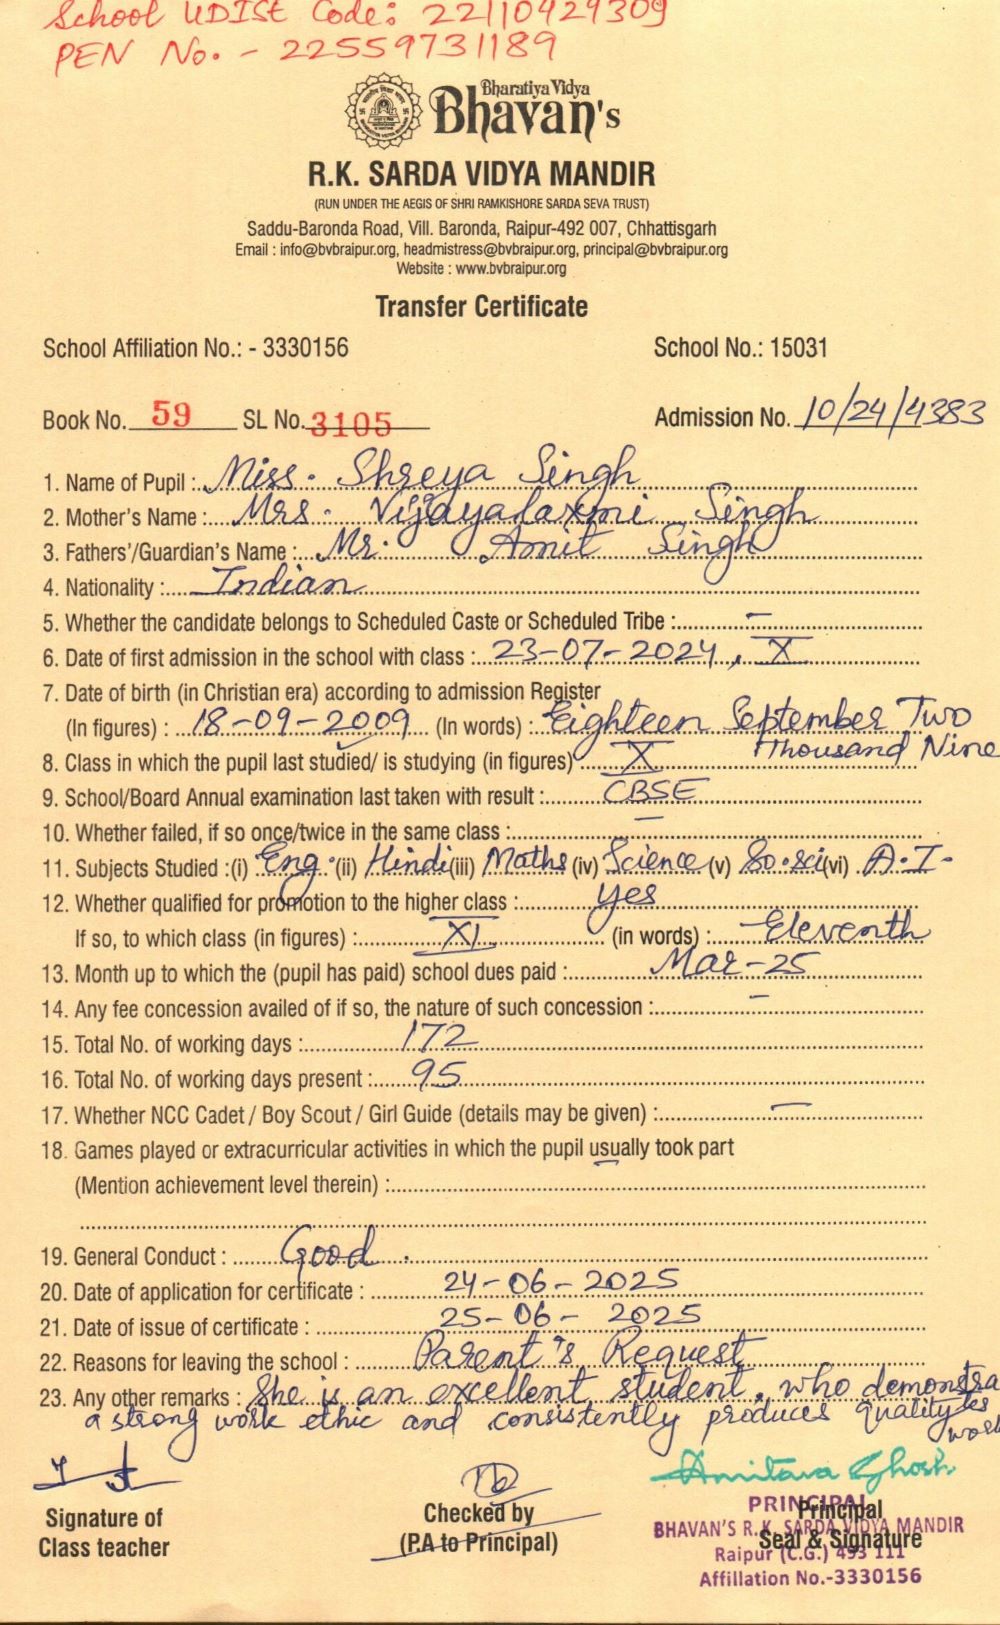 School UDISE Code: 22110429309
PEN No. - 22559731189
Bharatiya Vidya
Bhavan's
R.K. SARDA VIDYA MANDIR
(RUN UNDER THE AEGIS OF SHRI RAMKISHORE SARDA SEVA TRUST)
Saddu-Baronda Road, Vill. Baronda, Raipur-492 007, Chhattisgarh
Email : info@bvbraipur.org, headmistress@bvbraipur.org, principal@bvbraipur.org
Website : www.bvbraipur.org
Transfer Certificate
School Affiliation No.: - 3330156 School No.: 15031
Book No. 59 SL No. 3105 Admission No. 10/24/4383
1. Name of Pupil : Miss. Shreya Singh
2. Mother's Name : Mrs. Vijayalaxmi Singh
3. Fathers'/Guardian's Name : Mr. Amit Singh
4. Nationality : Indian
5. Whether the candidate belongs to Scheduled Caste or Scheduled Tribe : —
6. Date of first admission in the school with class : 23-07-2024, X
7. Date of birth (in Christian era) according to admission Register
(In figures) : 18-09-2009 (In words) : Eighteen September Two
Thousand Nine
8. Class in which the pupil last studied/ is studying (in figures) X
9. School/Board Annual examination last taken with result : CBSE
10. Whether failed, if so once/twice in the same class : —
11. Subjects Studied :(i) Eng. (ii) Hindi (iii) Maths (iv) Science (v) So.sci (vi) A.I.
12. Whether qualified for promotion to the higher class : yes
If so, to which class (in figures) : XI (in words) : Eleventh
13. Month up to which the (pupil has paid) school dues paid : Mar-25
14. Any fee concession availed of if so, the nature of such concession : —
15. Total No. of working days : 172
16. Total No. of working days present : 95
17. Whether NCC Cadet / Boy Scout / Girl Guide (details may be given) : —
18. Games played or extracurricular activities in which the pupil usually took part
(Mention achievement level therein) : —
19. General Conduct : Good.
20. Date of application for certificate : 24-06-2025
21. Date of issue of certificate : 25-06-2025
22. Reasons for leaving the school : Parent's Request
23. Any other remarks : She is an excellent student, who demonstrates
a strong work ethic and consistently produces quality work
Amitava Ghosh
Signature of
Class teacher
Checked by
(P.A to Principal)
Principal
Seal & Signature
PRINCIPAL
BHAVAN'S R.K. SARDA VIDYA MANDIR
Raipur (C.G.) 493 111
Affillation No.-3330156